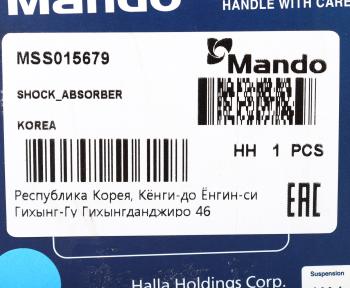 Mando
HANDLE WITH CARE
MSS015679
Mando
SHOCK_ABSORBER
KOREA
HH 1 PCS
Республика Корея, Кёнги-до Ёнгин-си
Гихынг-Гу Гихынгданджиро 46
EAC
Halla Holdings Corp.
Suspension